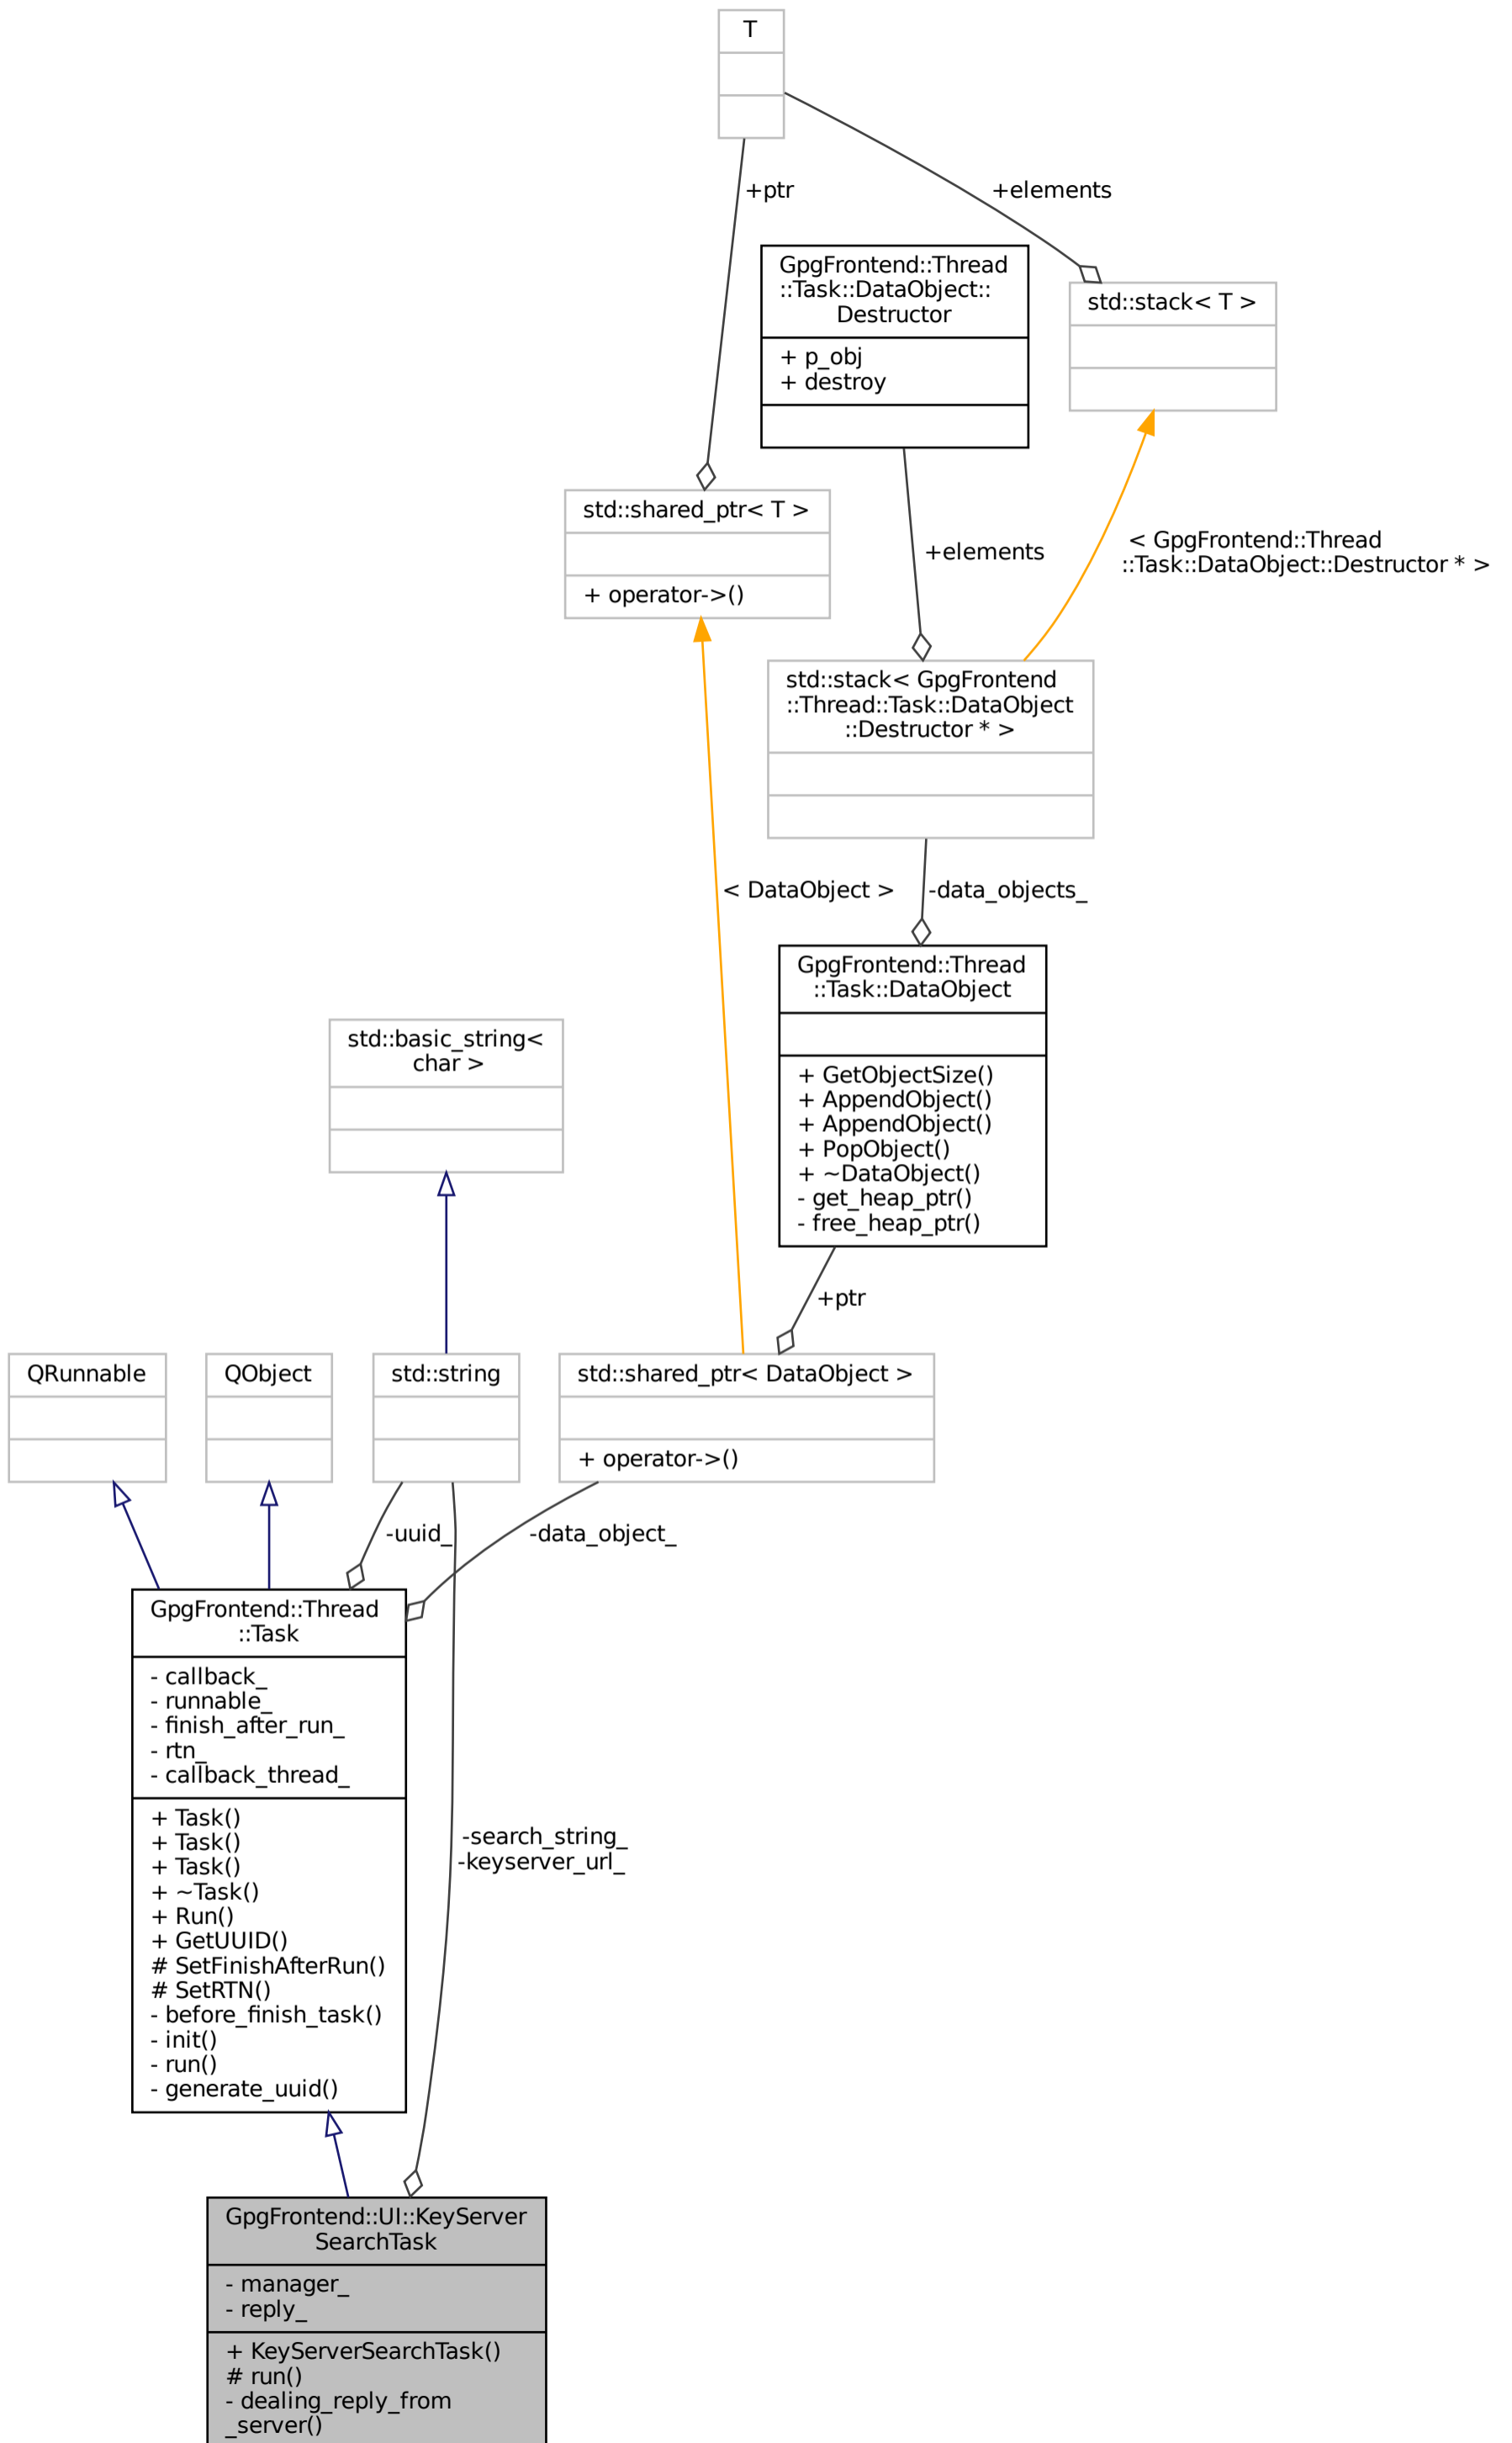 T
+ptr
+elements
GpgFrontend::Thread
::Task::DataObject::
Destructor
+ p_obj
+ destroy
std::stack< T >
std::shared_ptr< T >
+ operator->()
+elements
< GpgFrontend::Thread
::Task::DataObject::Destructor * >
std::stack< GpgFrontend
::Thread::Task::DataObject
::Destructor * >
< DataObject >
-data_objects_
GpgFrontend::Thread
::Task::DataObject
+ GetObjectSize()
+ AppendObject()
+ AppendObject()
+ PopObject()
+ ~DataObject()
- get_heap_ptr()
- free_heap_ptr()
std::basic_string<
char >
+ptr
QRunnable
QObject
std::string
std::shared_ptr< DataObject >
+ operator->()
-uuid_
-data_object_
GpgFrontend::Thread
::Task
- callback_
- runnable_
- finish_after_run_
- rtn_
- callback_thread_
+ Task()
+ Task()
+ Task()
+ ~Task()
+ Run()
+ GetUUID()
# SetFinishAfterRun()
# SetRTN()
- before_finish_task()
- init()
- run()
- generate_uuid()
-search_string_
-keyserver_url_
GpgFrontend::UI::KeyServer
SearchTask
- manager_
- reply_
+ KeyServerSearchTask()
# run()
- dealing_reply_from
_server()